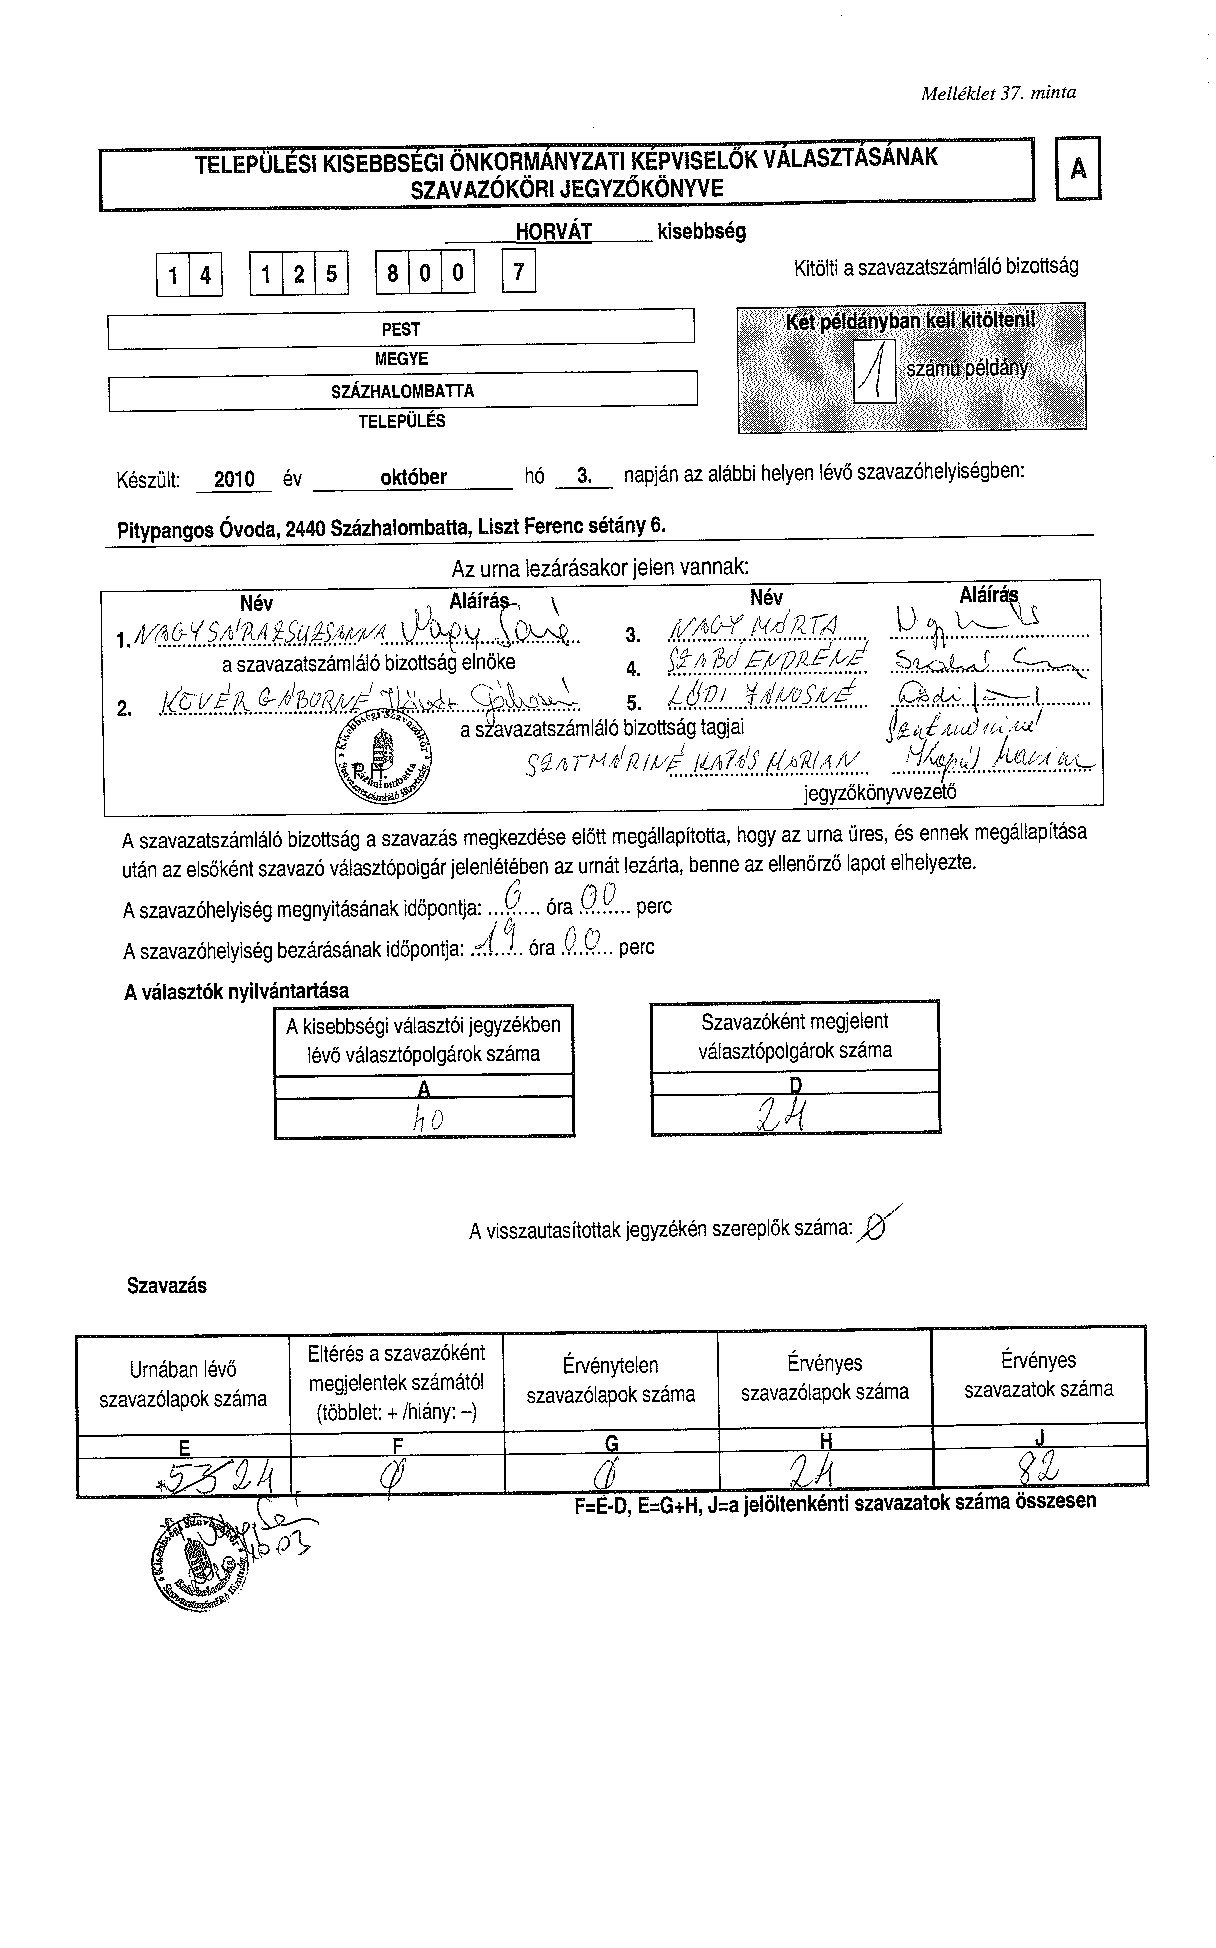 Melléklet 37. minta
TELEPÜLÉSI KISEBBSÉGI ÖNKORMÁNYZATI KÉPVISELŐK VÁLASZTÁSÁNAK
SZAVAZÓKÖRI JEGYZŐKÖNYVE
A
HORVÁT kisebbség
14 125 800 7
Kitölti a szavazatszámláló bizottság
PEST
MEGYE
SZÁZHALOMBATTA
TELEPÜLÉS
Két példányban kell kitölteni!
1 számú példány
Készült: 2010 év október hó 3. napján az alábbi helyen lévő szavazóhelyiségben:
Pitypangos Óvoda, 2440 Százhalombatta, Liszt Ferenc sétány 6.
Az urna lezárásakor jelen vannak:
Név Aláírás Név Aláírás
1. NAGY SÁRA ZSUZSANNA 3. NAGY MÁRTA
a szavazatszámláló bizottság elnöke 4. SZABÓ ENDRÉNÉ
2. KÖVÉR GÁBORNÉ 5. LŐDI JÁNOSNÉ
a szavazatszámláló bizottság tagjai
P.H.
SZATMÁRINÉ HAJAS MARIAN
jegyzőkönyvvezető
A szavazatszámláló bizottság a szavazás megkezdése előtt megállapította, hogy az urna üres, és ennek megállapítása
után az elsőként szavazó választópolgár jelenlétében az urnát lezárta, benne az ellenőrző lapot elhelyezte.
A szavazóhelyiség megnyitásának időpontja: 6 óra 00 perc
A szavazóhelyiség bezárásának időpontja: 19 óra 00 perc
A választók nyilvántartása
A kisebbségi választói jegyzékben
lévő választópolgárok száma
A
40
Szavazóként megjelent
választópolgárok száma
D
24
A visszautasítottak jegyzékén szereplők száma: 0
Szavazás
Urnában lévő
szavazólapok száma
E
*53 24
Eltérés a szavazóként
megjelentek számától
(többlet: + /hiány: –)
F
0
Érvénytelen
szavazólapok száma
G
0
Érvényes
szavazólapok száma
H
24
Érvényes
szavazatok száma
J
82
F=E-D, E=G+H, J=a jelöltenkénti szavazatok száma összesen